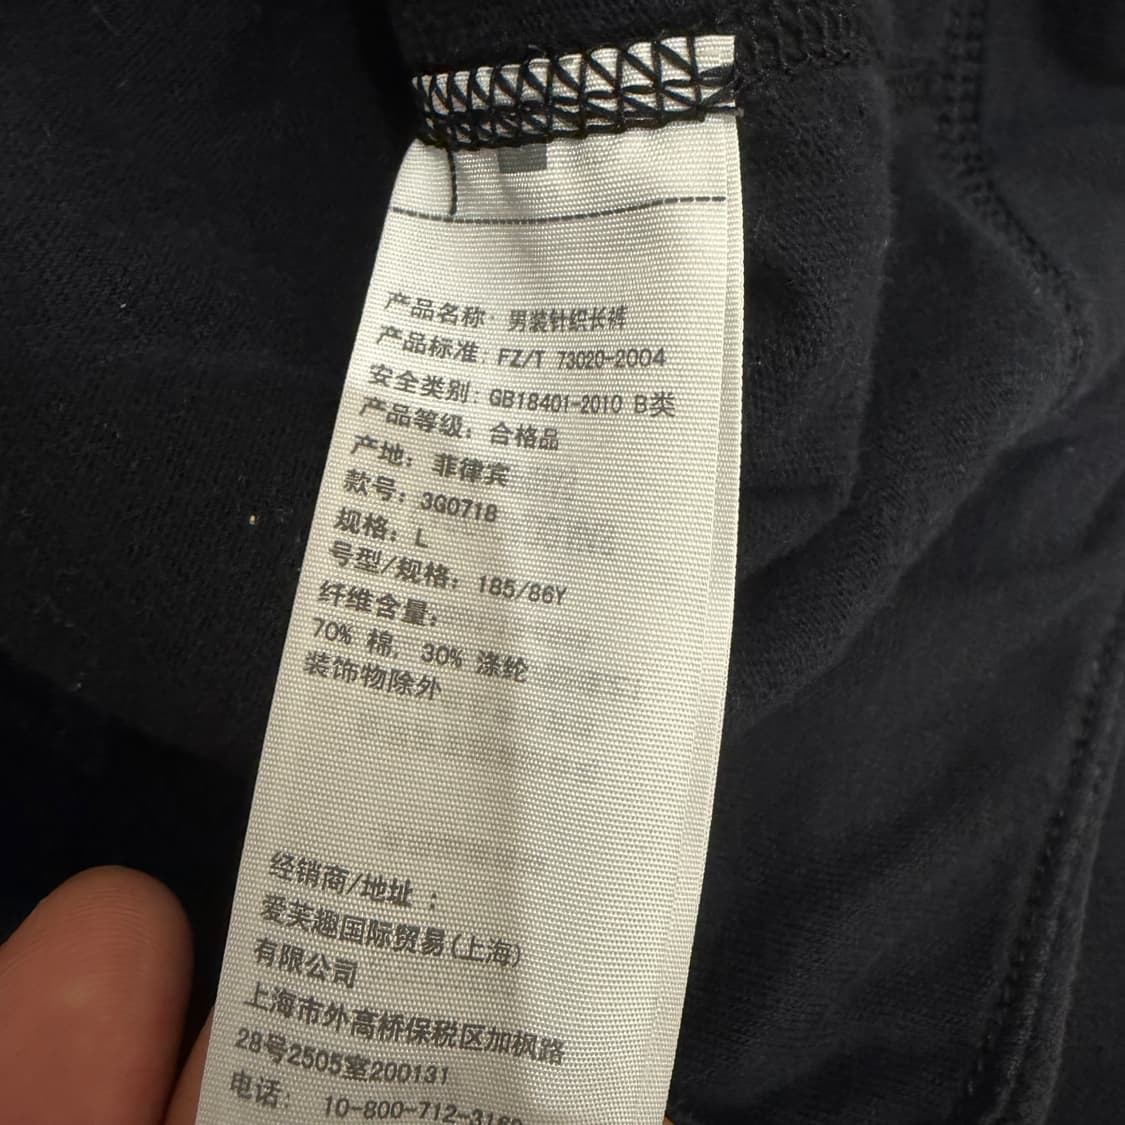 产品名称: 男装针织长裤
产品标准: FZ/T 73020-2004
安全类别: GB18401-2010 B类
产品等级: 合格品
产地: 菲律宾
款号: 3G0718
规格: L
号型/规格: 185/86Y
纤维含量:
70% 棉, 30% 涤纶
装饰物除外
经销商/地址:
爱芙趣国际贸易(上海)
有限公司
上海市外高桥保税区加枫路
28号2505室200131
电话: